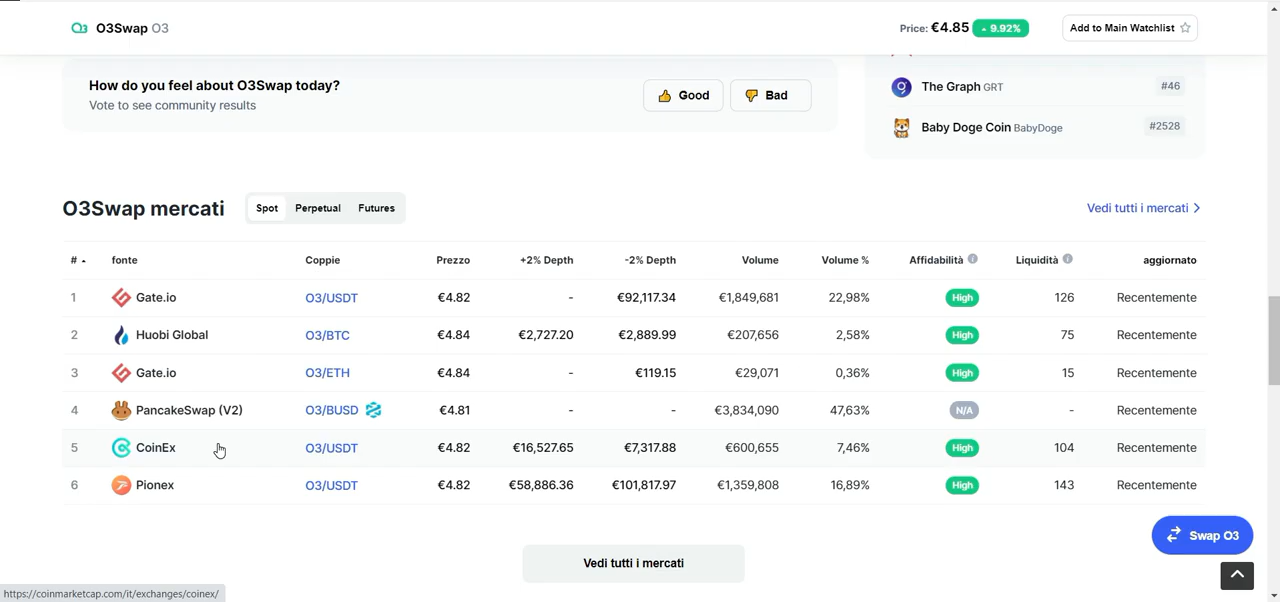 O3Swap O3
Price: €4.85 9.92%
Add to Main Watchlist
How do you feel about O3Swap today?
Vote to see community results
Good
Bad
The Graph GRT #46
Baby Doge Coin BabyDoge #2528
O3Swap mercati
Spot Perpetual Futures
Vedi tutti i mercati
# fonte Coppie Prezzo +2% Depth -2% Depth Volume Volume % Affidabilità Liquidità aggiornato
1 Gate.io O3/USDT €4.82 - €92,117.34 €1,849,681 22,98% High 126 Recentemente
2 Huobi Global O3/BTC €4.84 €2,727.20 €2,889.99 €207,656 2,58% High 75 Recentemente
3 Gate.io O3/ETH €4.84 - €119.15 €29,071 0,36% High 15 Recentemente
4 PancakeSwap (V2) O3/BUSD €4.81 - - €3,834,090 47,63% N/A - Recentemente
5 CoinEx O3/USDT €4.82 €16,527.65 €7,317.88 €600,655 7,46% High 104 Recentemente
6 Pionex O3/USDT €4.82 €58,886.36 €101,817.97 €1,359,808 16,89% High 143 Recentemente
Swap O3
Vedi tutti i mercati
https://coinmarketcap.com/it/exchanges/coinex/